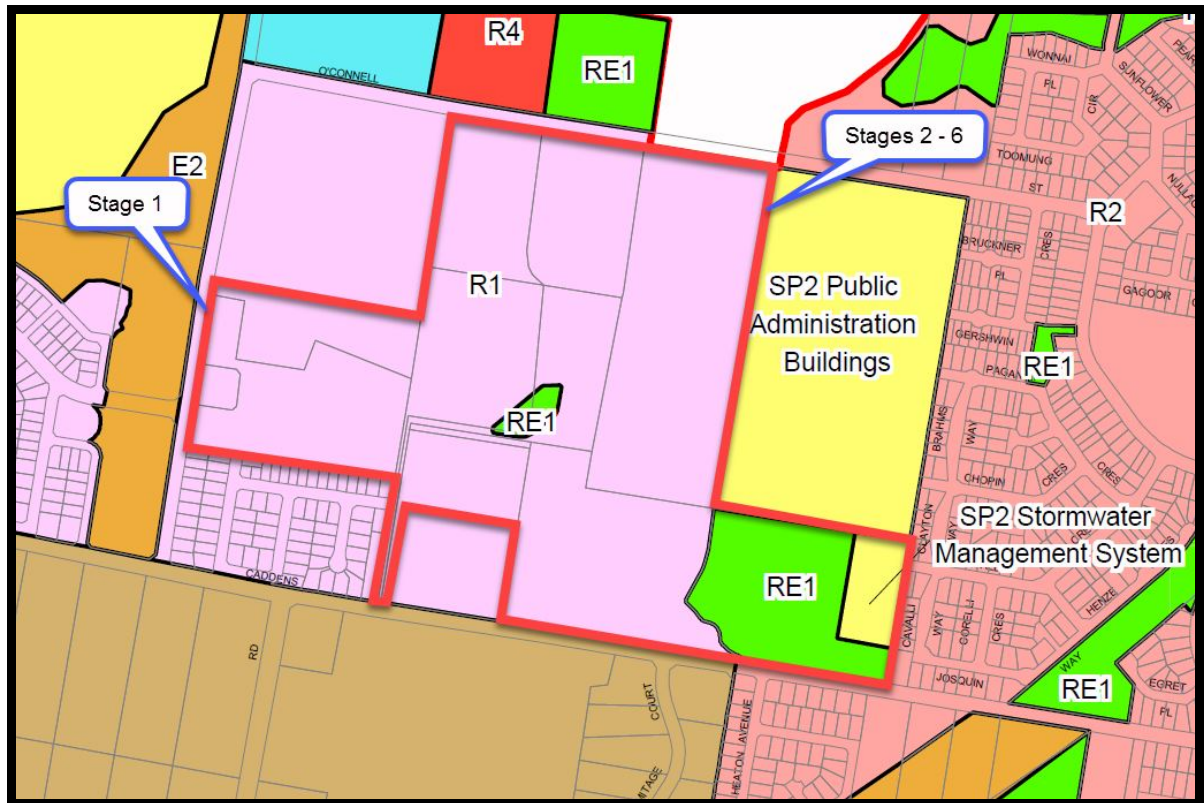 R4
RE1
O'CONNELL
WONNAI
PL
CIR
SUNFLOWER
Stages 2 - 6
TOOMUNG
ST
E2
Stage 1
R2
BRUCKNER
CRES
PL
GAGOOR
R1
SP2 Public
Administration
Buildings
GERSHWIN
RE1
RE1
BRAHMS
WAY
CHOPIN
CRES
CRES
CLAYTON
SP2 Stormwater
Management System
RE1
HENZE
CADDENS
CAVALLI
WAY
CORELLI
CRES
RD
JOSQUIN
WAY
RE1
EGRET
PL
COURT
HEATON AVENUE